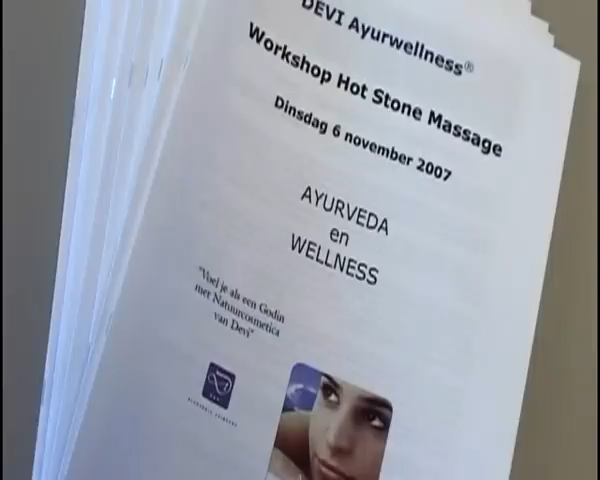 DEVI Ayurwellness®
Workshop Hot Stone Massage
Dinsdag 6 november 2007
AYURVEDA
en
WELLNESS
"Voel je als een Godin
met Natuurcosmetica
van Devi"